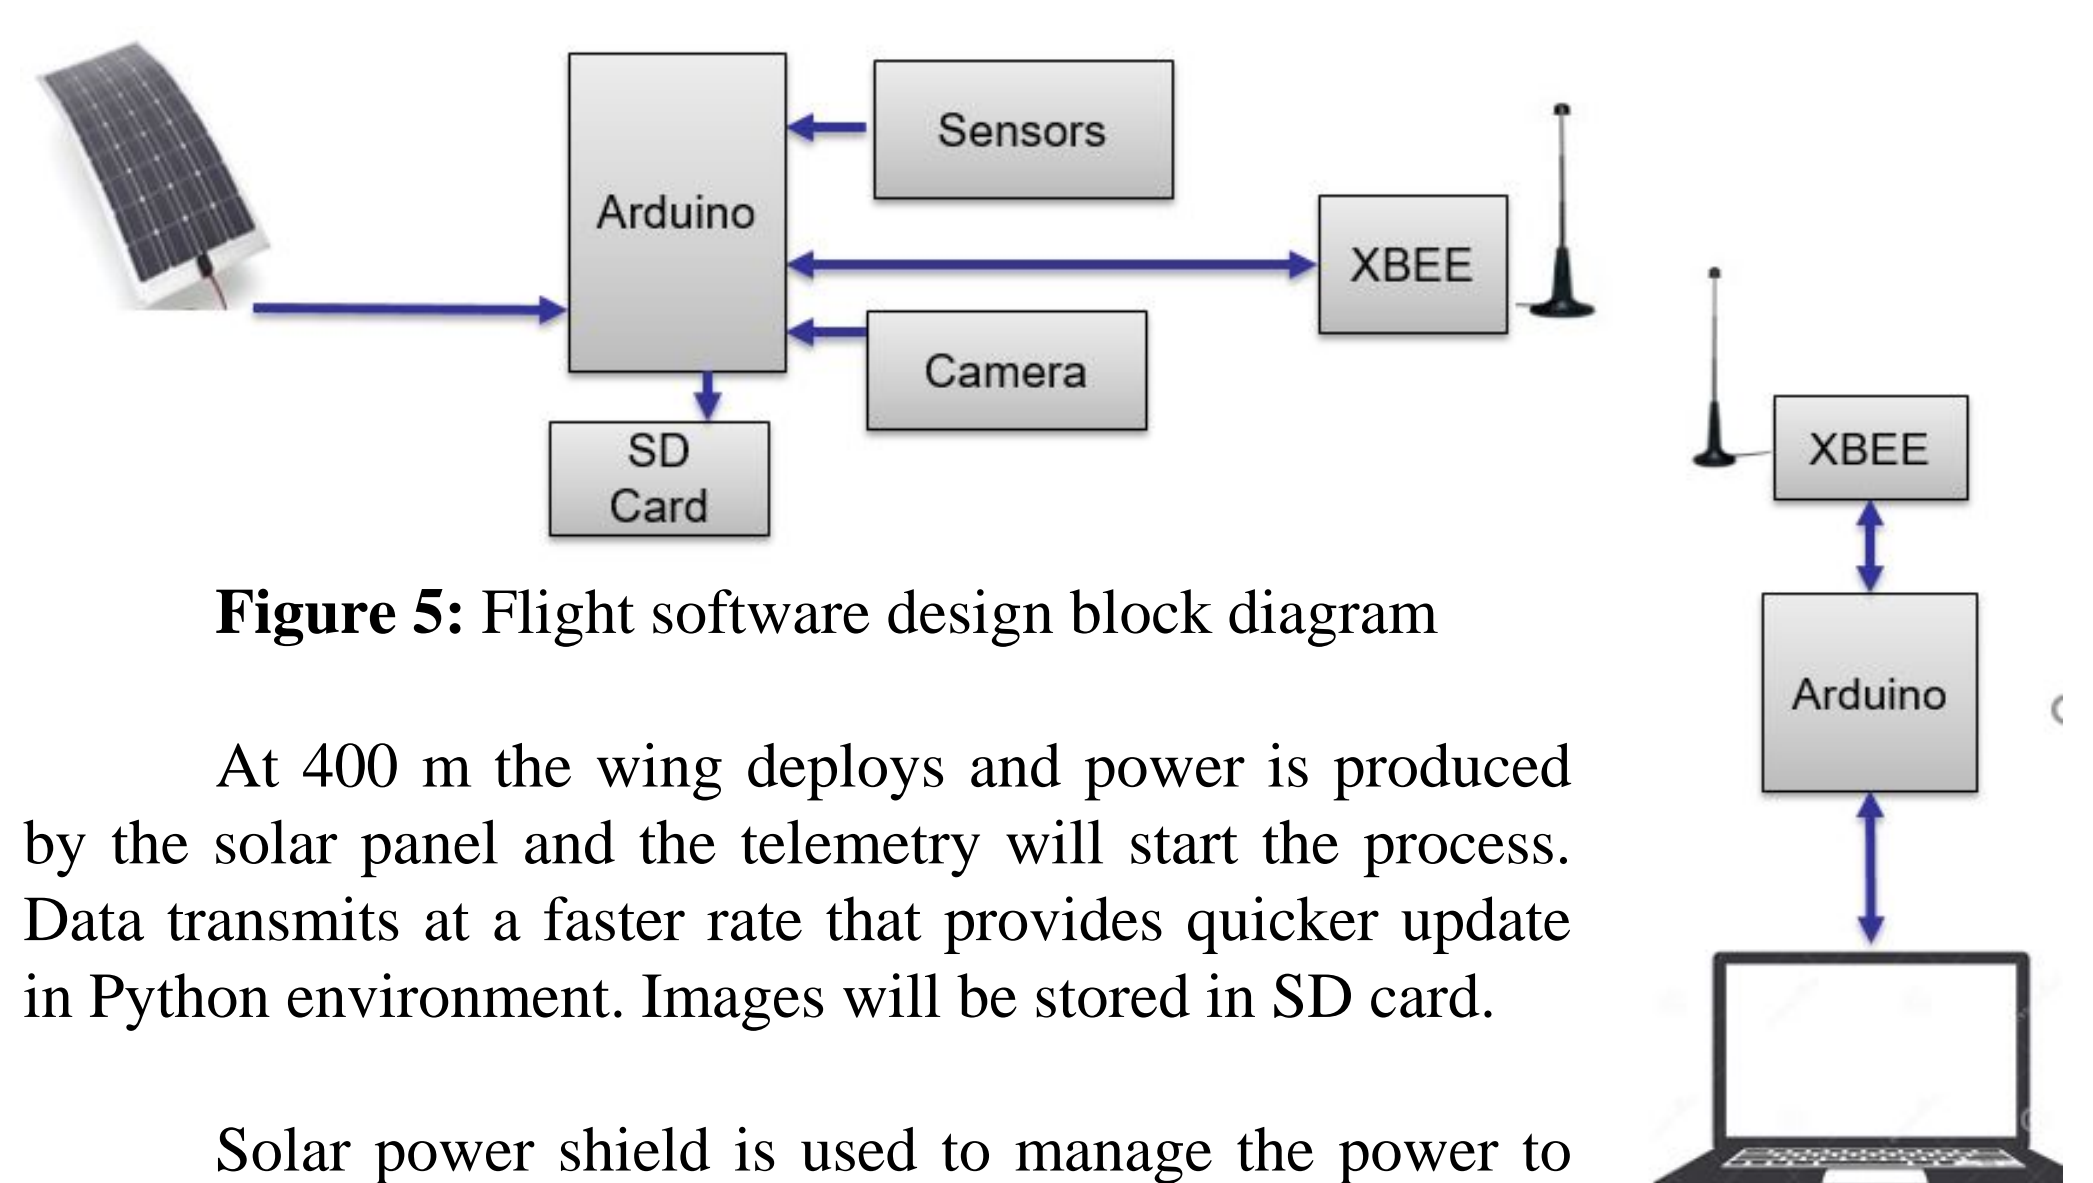 Sensors
Arduino
XBEE
Camera
SD
Card
XBEE
Arduino
Figure 5: Flight software design block diagram
At 400 m the wing deploys and power is produced
by the solar panel and the telemetry will start the process.
Data transmits at a faster rate that provides quicker update
in Python environment. Images will be stored in SD card.
Solar power shield is used to manage the power to